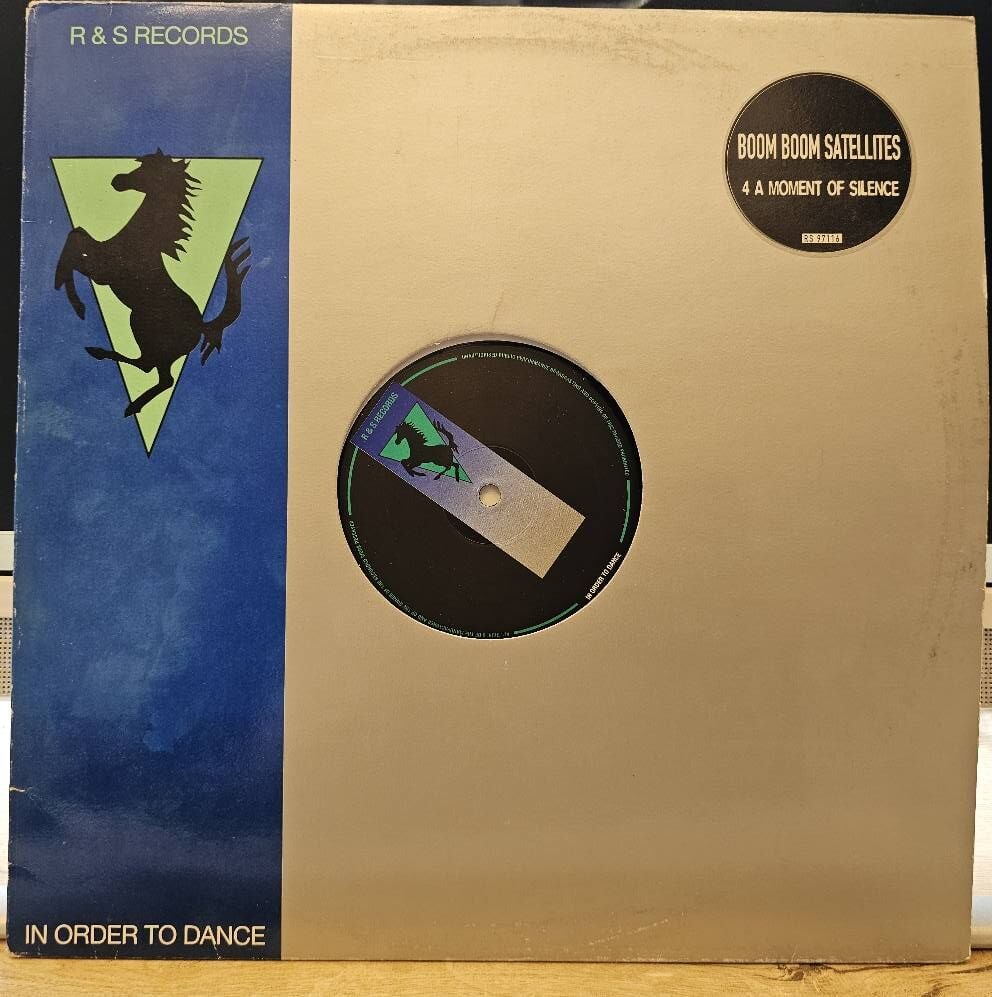 R & S RECORDS
BOOM BOOM SATELLITES
4 A MOMENT OF SILENCE
RS 97116
R & S RECORDS
IN ORDER TO DANCE
IN ORDER TO DANCE